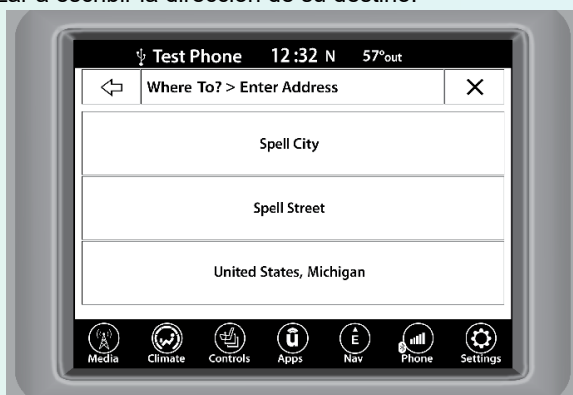 zar a escribir la dirección de su destino.
Test Phone 12:32 N 57°out
Where To? > Enter Address
Spell City
Spell Street
United States, Michigan
û E
Media Climate Controls Apps Nav Phone Settings